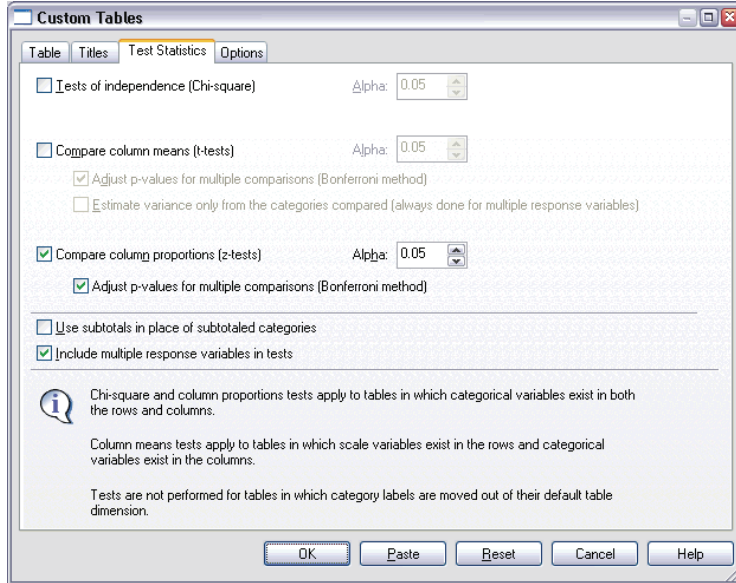 Custom Tables
Table Titles Test Statistics Options
Tests of independence (Chi-square) Alpha: 0.05
Compare column means (t-tests) Alpha: 0.05
Adjust p-values for multiple comparisons (Bonferroni method)
Estimate variance only from the categories compared (always done for multiple response variables)
Compare column proportions (z-tests) Alpha: 0.05
Adjust p-values for multiple comparisons (Bonferroni method)
Use subtotals in place of subtotaled categories
Include multiple response variables in tests
Chi-square and column proportions tests apply to tables in which categorical variables exist in both
the rows and columns.
Column means tests apply to tables in which scale variables exist in the rows and categorical
variables exist in the columns.
Tests are not performed for tables in which category labels are moved out of their default table
dimension.
OK Paste Reset Cancel Help